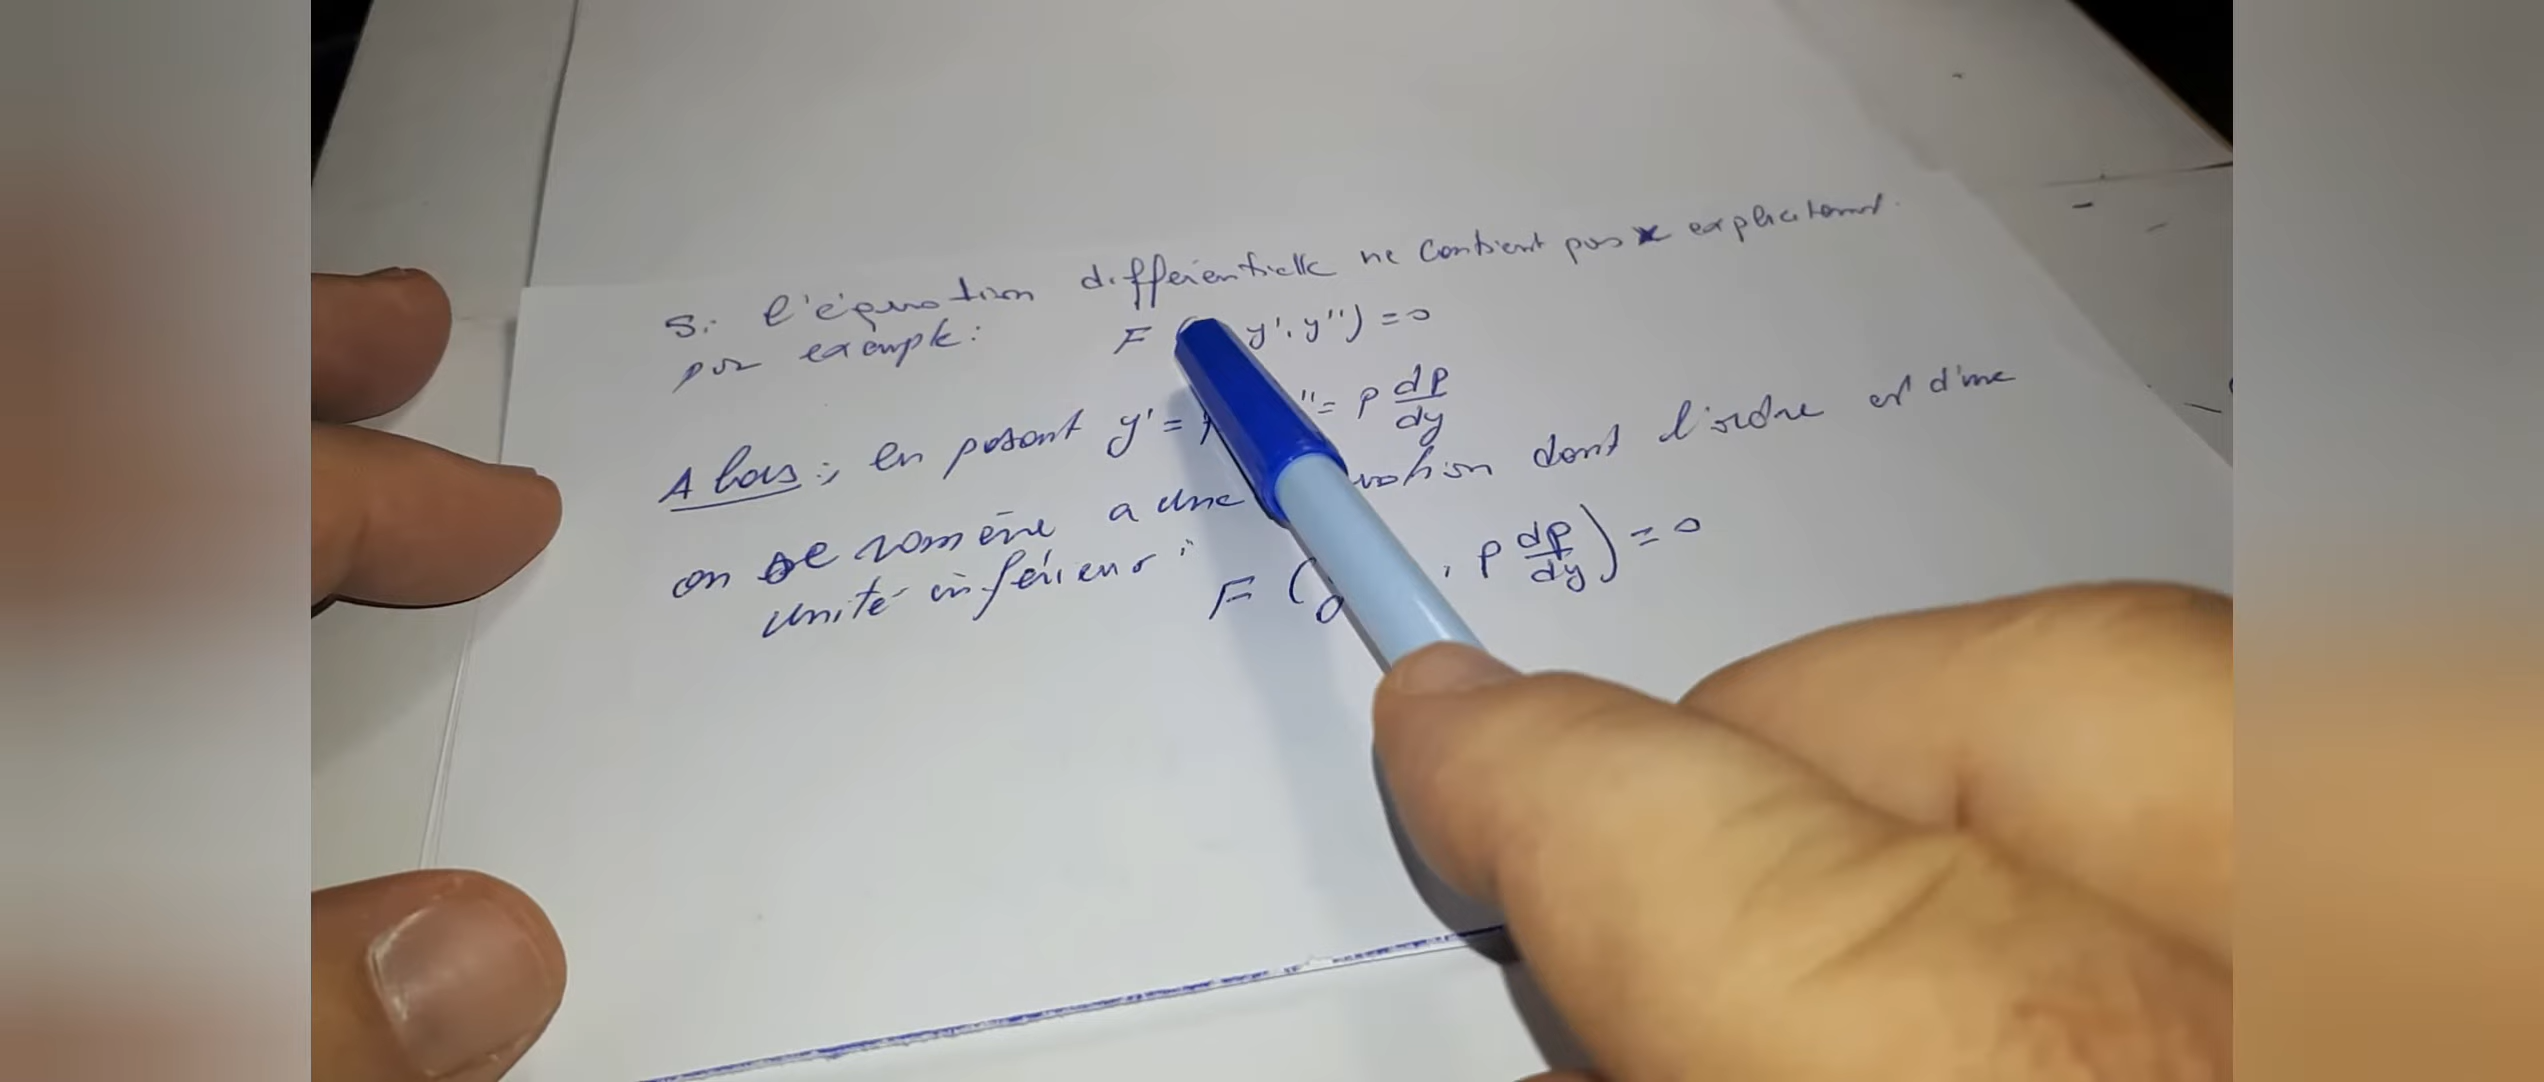 Si l'équation différentielle ne contient pas x explicitement.
par exemple: F ( y', y'') = 0
Alors:, en posant y' = '' = p dp/dy
on se ramène a une dont l'ordre est d'une
unité inférieur: F ( , p dp/dy) = 0